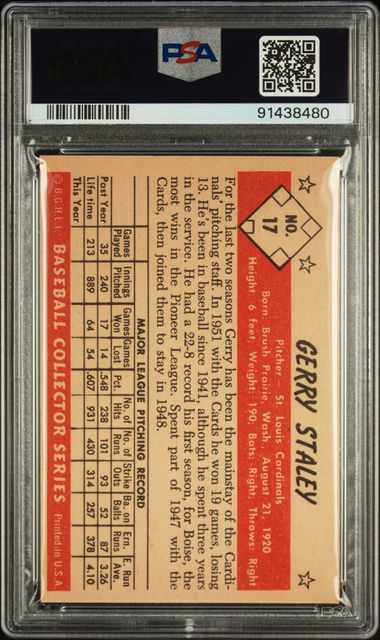 PSA
PSA
91438480
NO.
17
GERRY STALEY
Pitcher—St. Louis Cardinals
Born: Brush Prairie, Wash., August 21, 1920
Height: 6 feet, Weight: 190, Bats: Right; Throws: Right
For the last two seasons Gerry has been the mainstay of the Cardi-
nals' pitching staff. In 1951 with the Cards he won 19 games, losing
13. He's been in baseball since 1941, although he spent three years
in the service. He had a 22-8 record his first season, for Boise, the
most wins in the Pioneer League. Spent part of 1947 with the
Cards, then joined them to stay in 1948.
MAJOR LEAGUE PITCHING RECORD
Games Innings Games No. of No. of Strike Ba. on Ern. E. Run
Played Pitched Won Lost Pct. Hits Runs Outs Balls Runs Ave.
Past Year 35 240 17 14 .548 238 101 93 52 87 3.26
Life time 213 889 64 54 .607 931 430 314 257 378 4.10
This Year
© B.G.H.L.I. BASEBALL COLLECTOR SERIES Printed in U.S.A